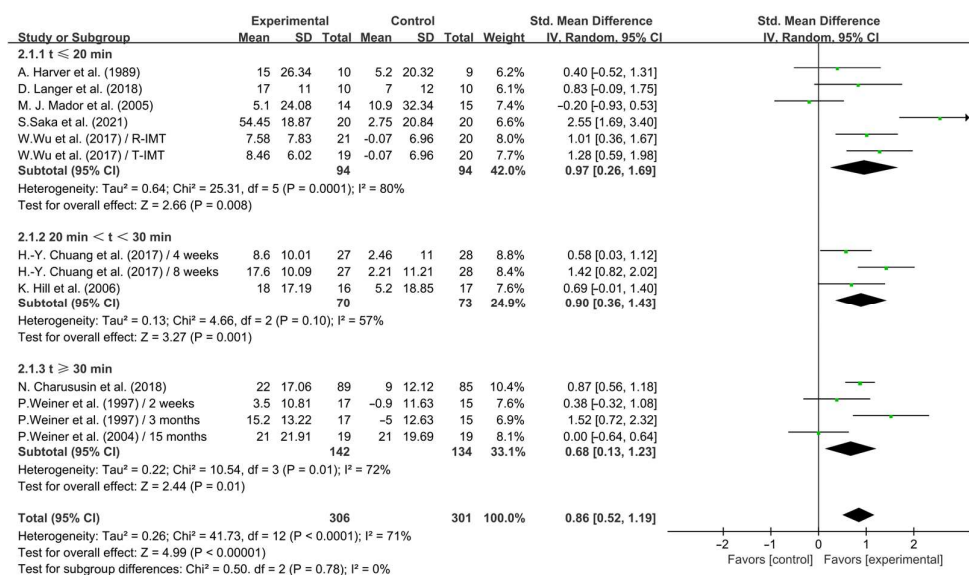 Experimental Control Std. Mean Difference Std. Mean Difference
Study or Subgroup Mean SD Total Mean SD Total Weight IV, Random, 95% CI IV, Random, 95% CI
2.1.1 t ⩽ 20 min
A. Harver et al. (1989) 15 26.34 10 5.2 20.32 9 6.2% 0.40 [–0.52, 1.31]
D. Langer et al. (2018) 17 11 10 7 12 10 6.1% 0.83 [–0.09, 1.75]
M. J. Mador et al. (2005) 5.1 24.08 14 10.9 32.34 15 7.4% –0.20 [–0.93, 0.53]
S.Saka et al. (2021) 54.45 18.87 20 2.75 20.84 20 6.6% 2.55 [1.69, 3.40]
W.Wu et al. (2017) / R-IMT 7.58 7.83 21 -0.07 6.96 20 8.0% 1.01 [0.36, 1.67]
W.Wu et al. (2017) / T-IMT 8.46 6.02 19 -0.07 6.96 20 7.7% 1.28 [0.59, 1.98]
Subtotal (95% CI) 94 94 42.0% 0.97 [0.26, 1.69]
Heterogeneity: Tau² = 0.64; Chi² = 25.31, df = 5 (P = 0.0001); I² = 80%
Test for overall effect: Z = 2.66 (P = 0.008)
2.1.2 20 min < t < 30 min
H.-Y. Chuang et al. (2017) / 4 weeks 8.6 10.01 27 2.46 11 28 8.8% 0.58 [0.03, 1.12]
H.-Y. Chuang et al. (2017) / 8 weeks 17.6 10.09 27 2.21 11.21 28 8.4% 1.42 [0.82, 2.02]
K. Hill et al. (2006) 18 17.19 16 5.2 18.85 17 7.6% 0.69 [–0.01, 1.40]
Subtotal (95% CI) 70 73 24.9% 0.90 [0.36, 1.43]
Heterogeneity: Tau² = 0.13; Chi² = 4.66, df = 2 (P = 0.10); I² = 57%
Test for overall effect: Z = 3.27 (P = 0.001)
2.1.3 t ⩾ 30 min
N. Charususin et al. (2018) 22 17.06 89 9 12.12 85 10.4% 0.87 [0.56, 1.18]
P.Weiner et al. (1997) / 2 weeks 3.5 10.81 17 –0.9 11.63 15 7.6% 0.38 [–0.32, 1.08]
P.Weiner et al. (1997) / 3 months 15.2 13.22 17 –5 12.63 15 6.9% 1.52 [0.72, 2.32]
P.Weiner et al. (2004) / 15 months 21 21.91 19 21 19.69 19 8.1% 0.00 [–0.64, 0.64]
Subtotal (95% CI) 142 134 33.1% 0.68 [0.13, 1.23]
Heterogeneity: Tau² = 0.22; Chi² = 10.54, df = 3 (P = 0.01); I² = 72%
Test for overall effect: Z = 2.44 (P = 0.01)
Total (95% CI) 306 301 100.0% 0.86 [0.52, 1.19]
Heterogeneity: Tau² = 0.26; Chi² = 41.73, df = 12 (P < 0.0001); I² = 71%
Test for overall effect: Z = 4.99 (P < 0.00001)
Test for subgroup differences: Chi² = 0.50. df = 2 (P = 0.78); I² = 0%
–2 –1 0 1 2
Favors [control] Favors [experimental]